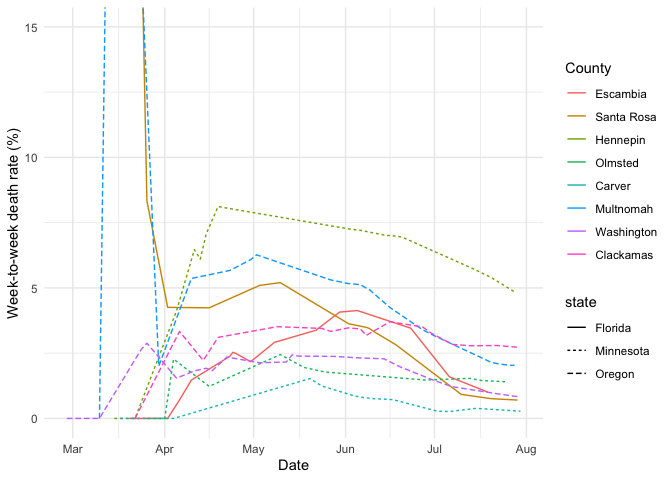 15
10
5
0
Week-to-week death rate (%)
Mar
Apr
May
Jun
Jul
Aug
Date
County
Escambia
Santa Rosa
Hennepin
Olmsted
Carver
Multnomah
Washington
Clackamas
state
Florida
Minnesota
Oregon